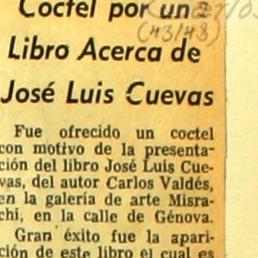 Coctel por un
Libro Acerca de
José Luis Cuevas
(43/43)
Fue ofrecido un coctel
con motivo de la presenta-
ción del libro José Luis Cue-
vas, del autor Carlos Valdés,
en la galería de arte Misra-
chi, en la calle de Génova.
Gran éxito fue la apari-
ción de este libro el cual es